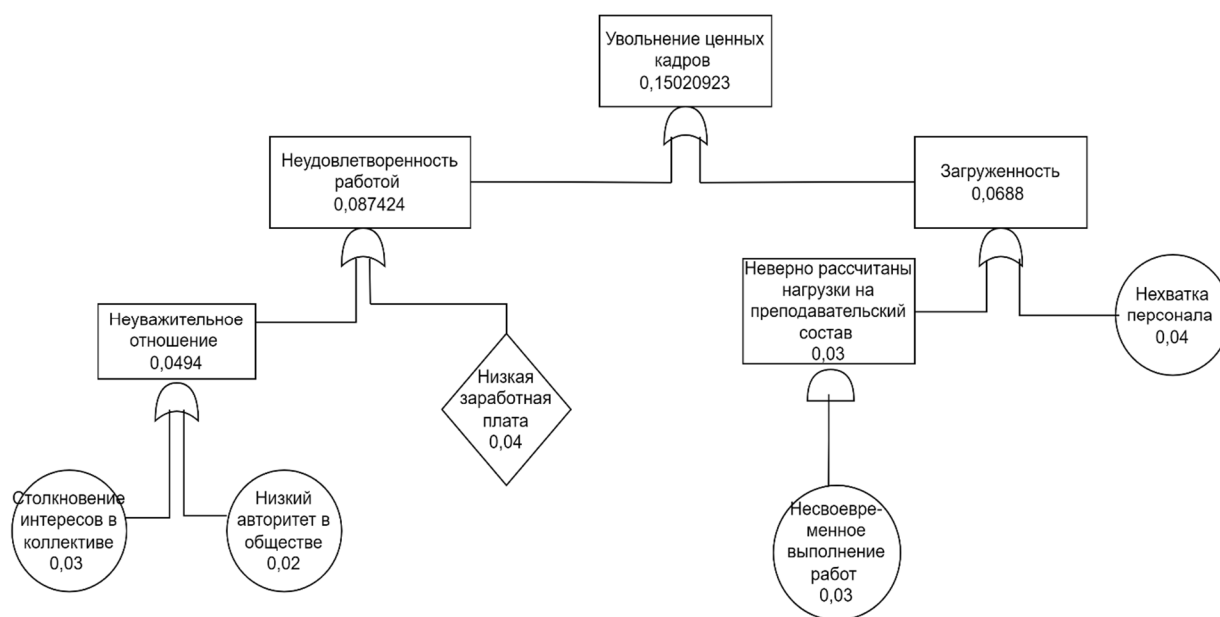 Увольнение ценных
кадров
0,15020923
Неудовлетворенность
работой
0,087424
Загруженность
0,0688
Неуважительное
отношение
0,0494
Низкая
заработная
плата
0,04
Неверно рассчитаны
нагрузки на
преподавательский
состав
0,03
Нехватка
персонала
0,04
Столкновение
интересов в
коллективе
0,03
Низкий
авторитет в
обществе
0,02
Несвоевре-
менное
выполнение
работ
0,03